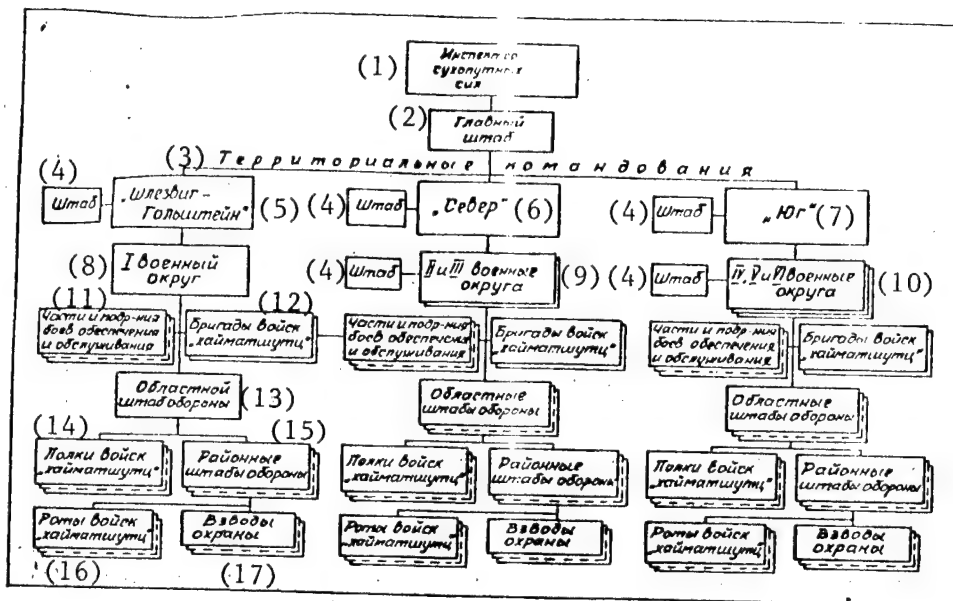 (1) Инспектор
сухопутных
сил
(2) Главный
штаб
(3) Территориальные командования
(4) Штаб
„Шлезвиг-
Гольштейн" (5)
(4) Штаб
„Север" (6)
(4) Штаб
„Юг" (7)
(8) I военный
округ
(4) Штаб
II и III военные
округа (9)
(4) Штаб
IV, V и VI военные
округа (10)
(11) Части и подр-ния
боев обеспечения
и обслуживания
(12) Бригады войск
„хайматшутц"
Части и подр-ния
боев обеспечения
и обслуживания
Бригады войск
„хайматшутц"
Части и подр-ния
боев обеспечения
и обслуживания
Бригады войск
„хайматшутц"
Областной
штаб обороны (13)
Областные
штабы обороны
Областные
штабы обороны
(14) Полки войск
„хайматшутц"
(15) Районные
штабы обороны
Полки войск
„хайматшутц"
Районные
штабы обороны
Полки войск
„хайматшутц"
Районные
штабы обороны
Роты войск
„хайматшутц"
(16)
Взводы
охраны
(17)
Роты войск
„хайматшутц"
Взводы
охраны
Роты войск
„хайматшутц"
Взводы
охраны